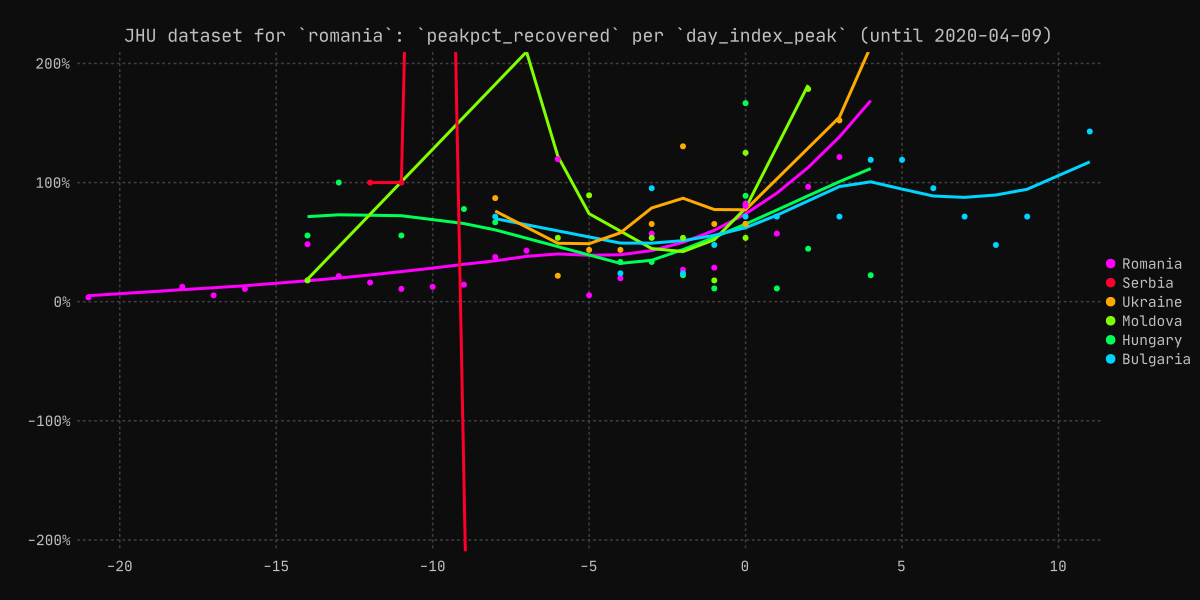 JHU dataset for `romania`: `peakpct_recovered` per `day_index_peak` (until 2020-04-09)
200%
100%
0%
-100%
-200%
-20
-15
-10
-5
0
5
10
Romania
Serbia
Ukraine
Moldova
Hungary
Bulgaria